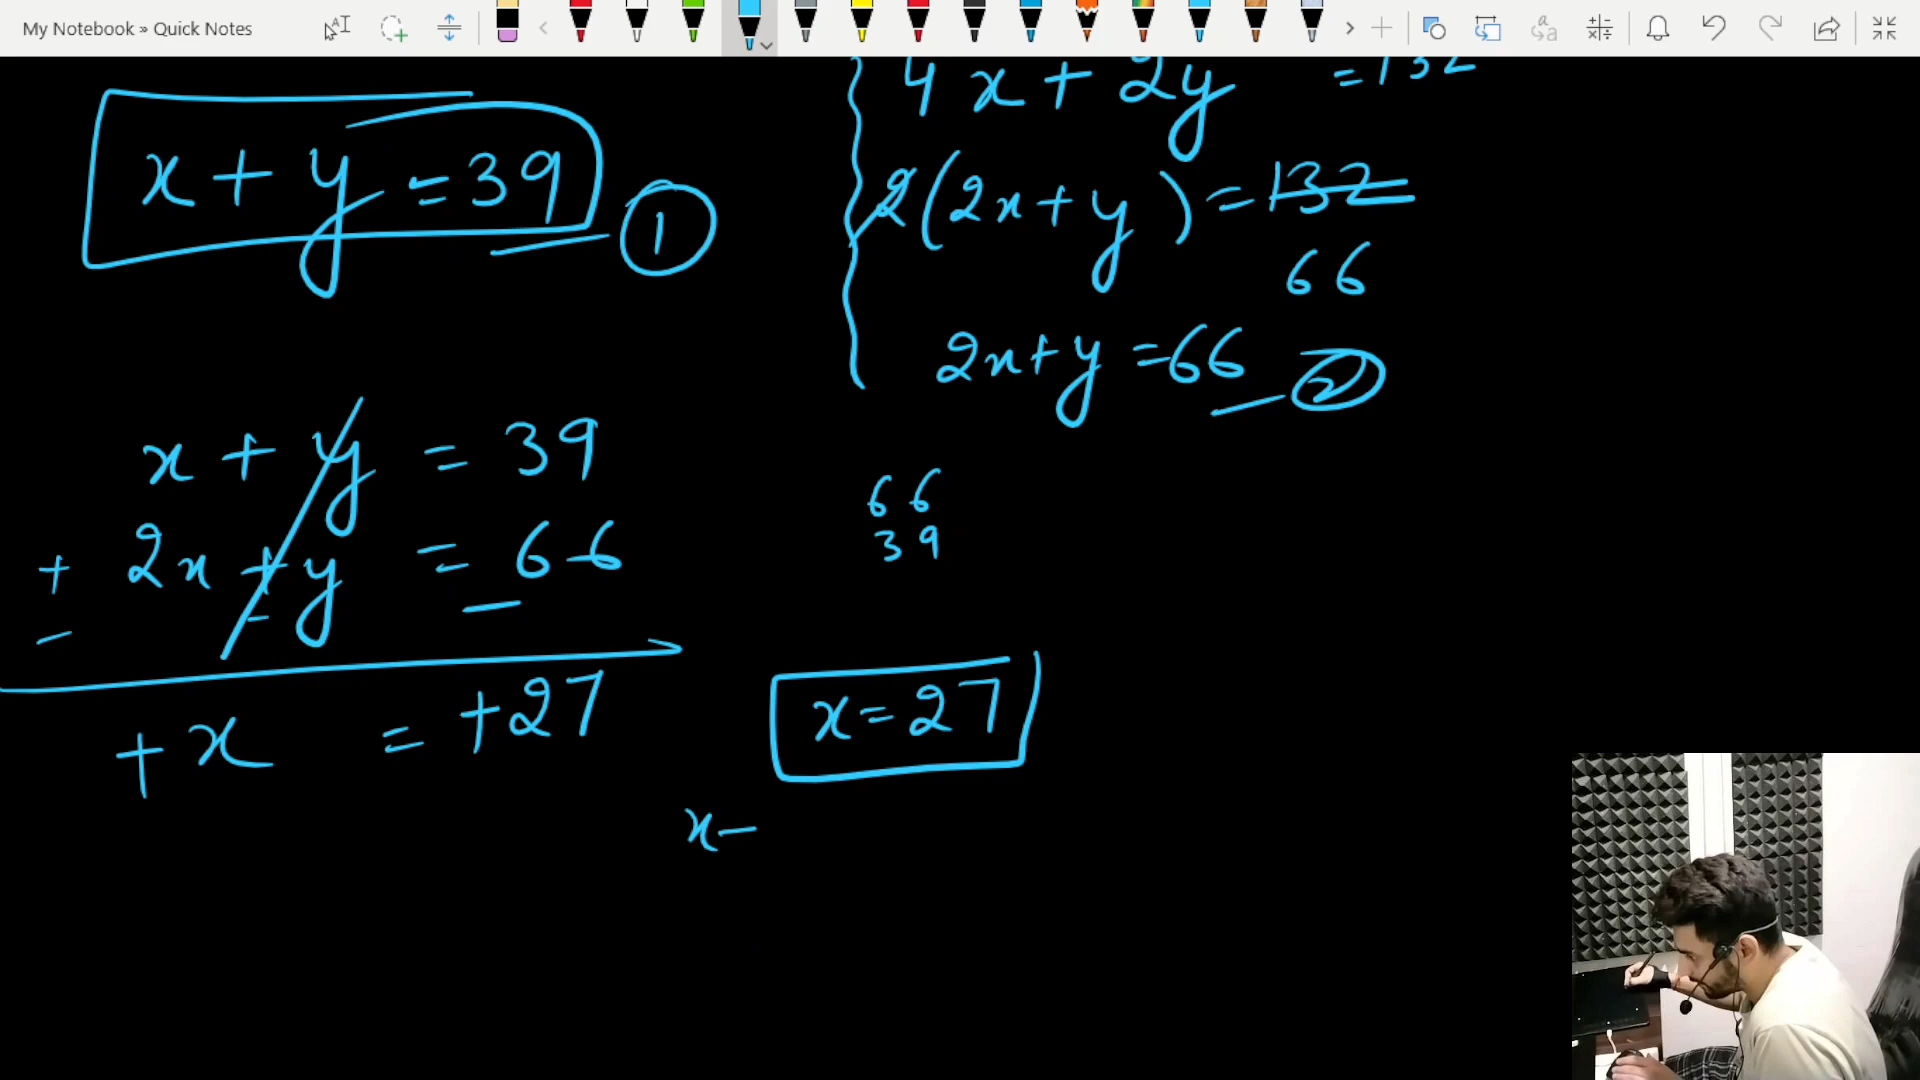 My Notebook » Quick Notes
x + y = 39
1
4x + 2y = 132
2(2x + y) = 132
66
2x + y = 66
2
x + y = 39
+ 2x + y = 66
- -
+ x = +27
66
39
x = 27
x -